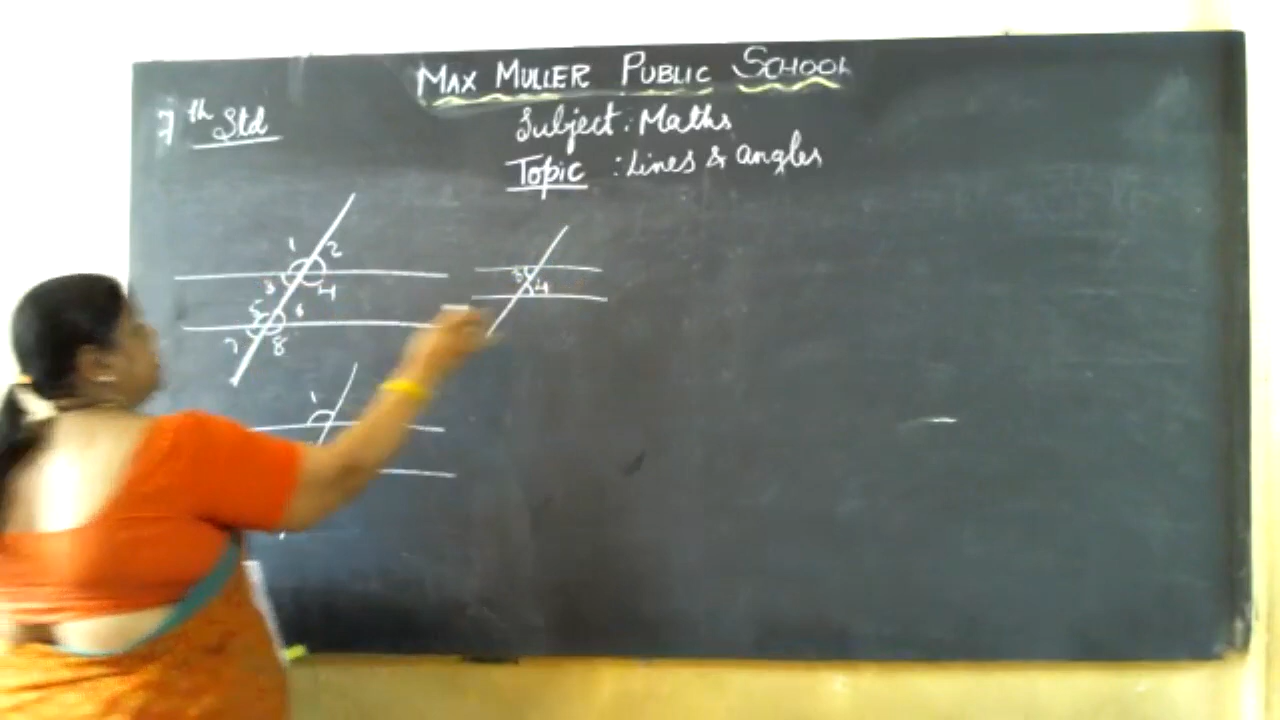 MAX MULLER PUBLIC SCHOOL
7th Std
Subject: Maths
Topic : Lines & angles
1 2
3 4
5 6
7 8
3 4
1